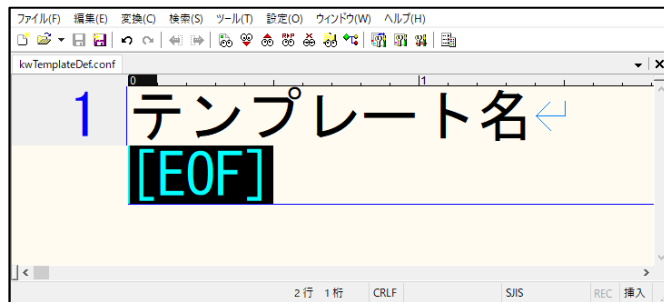 ファイル(F) 編集(E) 変換(C) 検索(S) ツール(T) 設定(O) ウィンドウ(W) ヘルプ(H)
kwTemplateDef.conf
0 1
1 テンプレート名
[EOF]
2行 1桁 CRLF SJIS REC 挿入